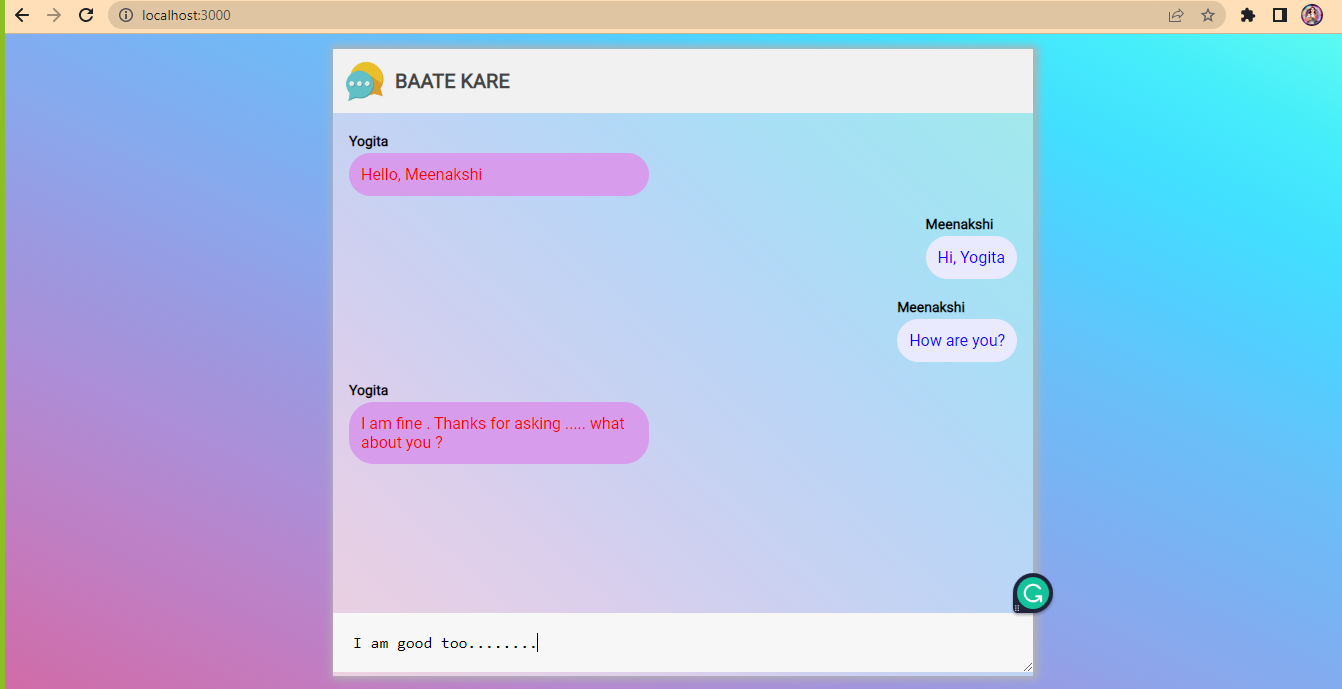 localhost:3000
BAATE KARE
Yogita
Hello, Meenakshi
Meenakshi
Hi, Yogita
Meenakshi
How are you?
Yogita
I am fine . Thanks for asking ..... what
about you ?
I am good too........